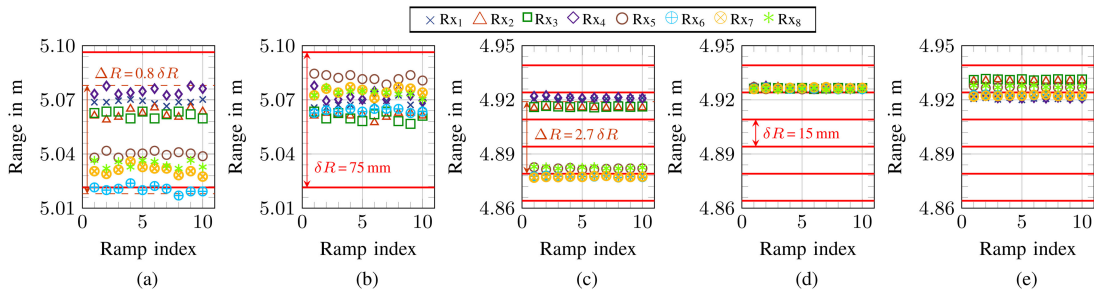 Rx1 Rx2 Rx3 Rx4 Rx5 Rx6 Rx7 Rx8
Range in m
5.10
5.07
5.04
5.01
ΔR = 0.8 δR
0 5 10
Ramp index
(a)
Range in m
5.10
5.07
5.04
5.01
δR = 75 mm
0 5 10
Ramp index
(b)
Range in m
4.95
4.92
4.89
4.86
ΔR = 2.7 δR
0 5 10
Ramp index
(c)
Range in m
4.95
4.92
4.89
4.86
δR = 15 mm
0 5 10
Ramp index
(d)
Range in m
4.95
4.92
4.89
4.86
0 5 10
Ramp index
(e)